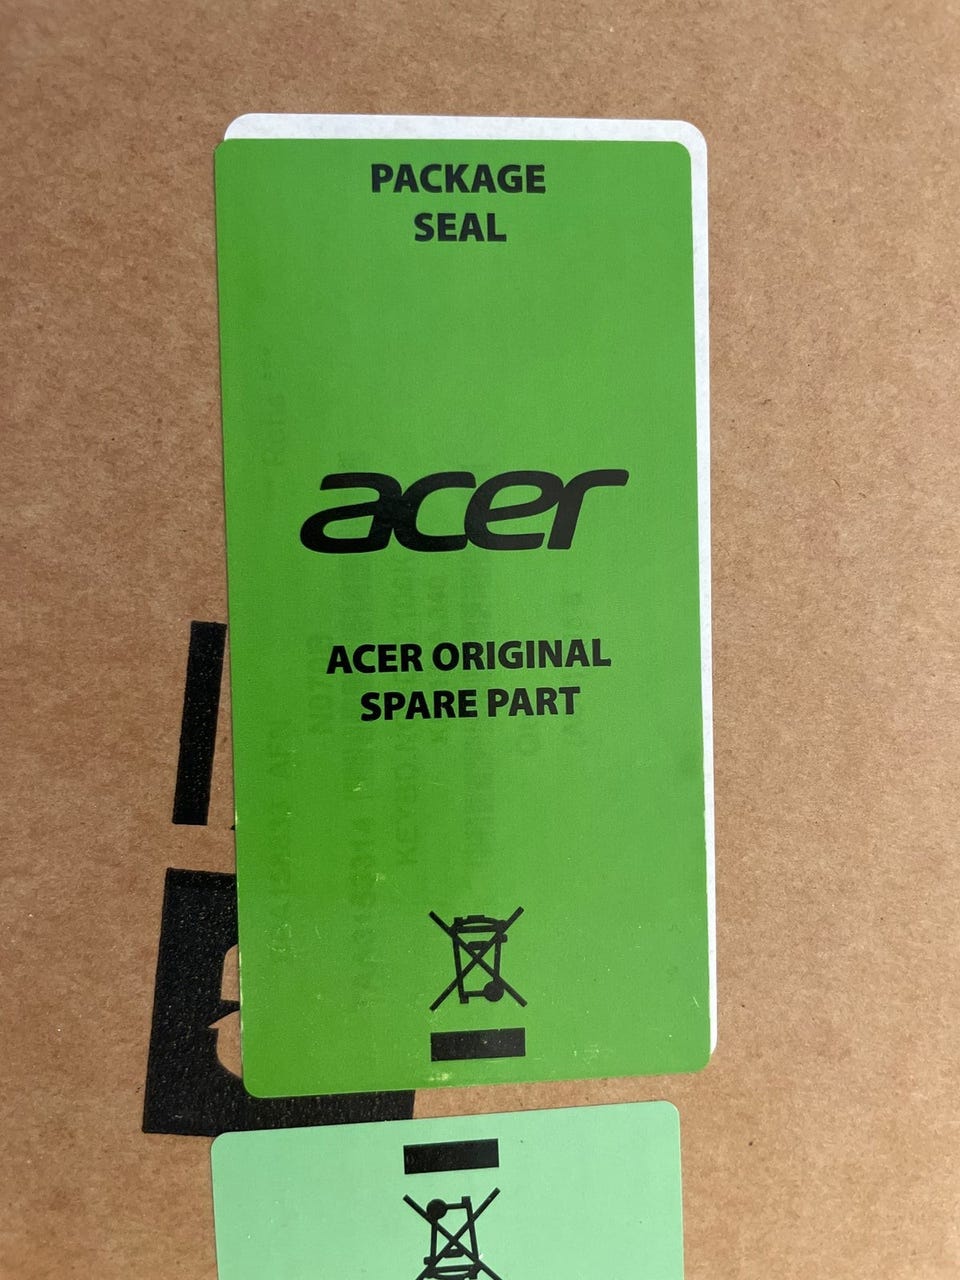 PACKAGE
SEAL
acer
ACER ORIGINAL
SPARE PART